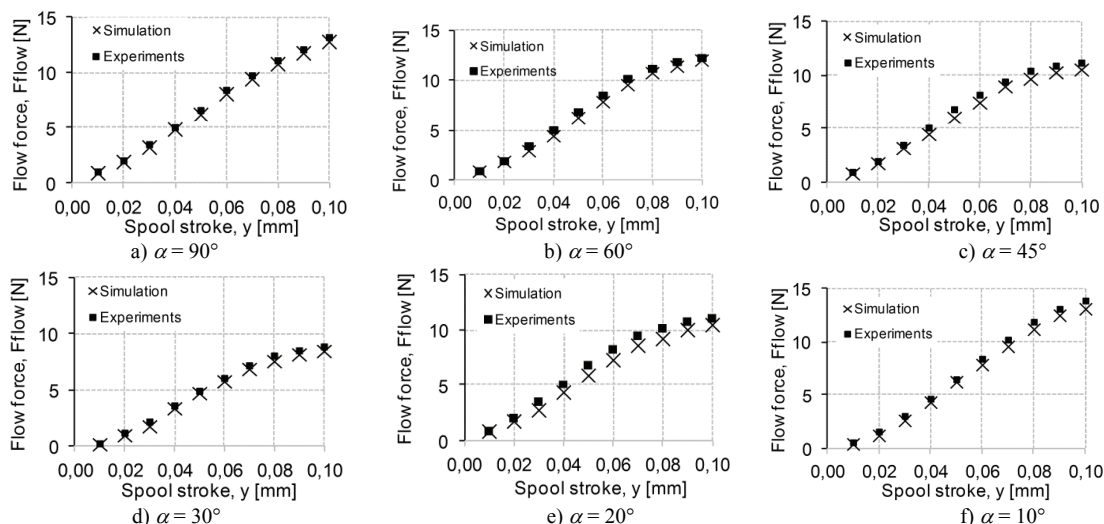 Flow force, Fflow [N]
15
10
5
0
× Simulation
■ Experiments
0,00 0,02 0,04 0,06 0,08 0,10
Spool stroke, y [mm]
a) α = 90°
Flow force, Fflow [N]
15
10
5
0
× Simulation
■ Experiments
0,00 0,02 0,04 0,06 0,08 0,10
Spool stroke, y [mm]
b) α = 60°
Flow force, Fflow [N]
15
10
5
0
× Simulation
■ Experiments
0,00 0,02 0,04 0,06 0,08 0,10
Spool stroke, y [mm]
c) α = 45°
Flow force, Fflow [N]
15
10
5
0
× Simulation
■ Experiments
0,00 0,02 0,04 0,06 0,08 0,10
Spool stroke, y [mm]
d) α = 30°
Flow force, Fflow [N]
15
10
5
0
× Simulation
■ Experiments
0,00 0,02 0,04 0,06 0,08 0,10
Spool stroke, y [mm]
e) α = 20°
Flow force, Fflow [N]
15
10
5
0
× Simulation
■ Experiments
0,00 0,02 0,04 0,06 0,08 0,10
Spool stroke, y [mm]
f) α = 10°